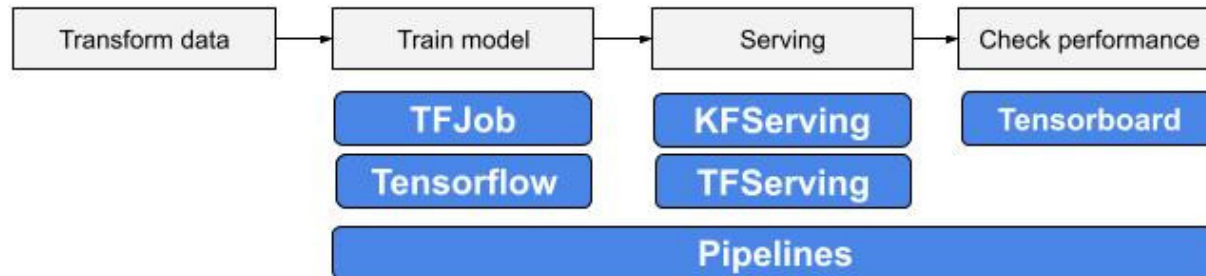 Transform data
Train model
Serving
Check performance
TFJob
KFServing
Tensorboard
Tensorflow
TFServing
Pipelines